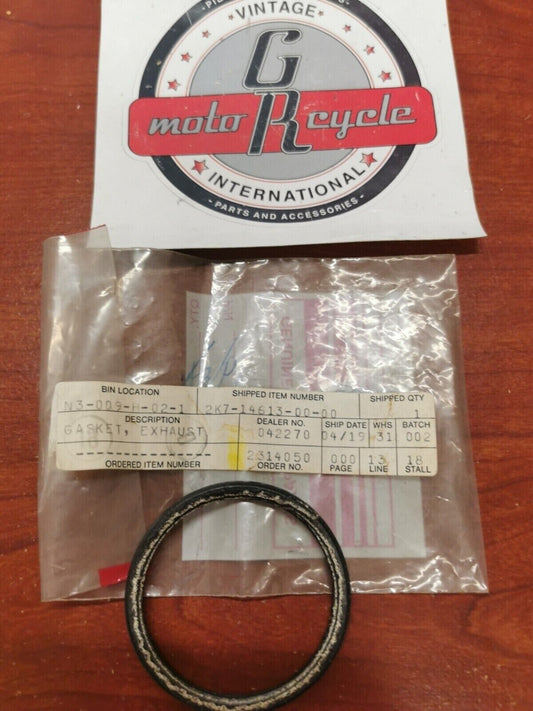 VINTAGE
G
moto R cycle
INTERNATIONAL
- PARTS AND ACCESSORIES -
BIN LOCATION SHIPPED ITEM NUMBER SHIPPED QTY
N3-009-H-02-1 2K7-14613-00-00 1
DESCRIPTION DEALER NO. SHIP DATE WHS BATCH
GASKET, EXHAUST 042270 04/19 31 002
2314050 000 13 18
ORDERED ITEM NUMBER ORDER NO. PAGE LINE STALL
QTY
GENUINE